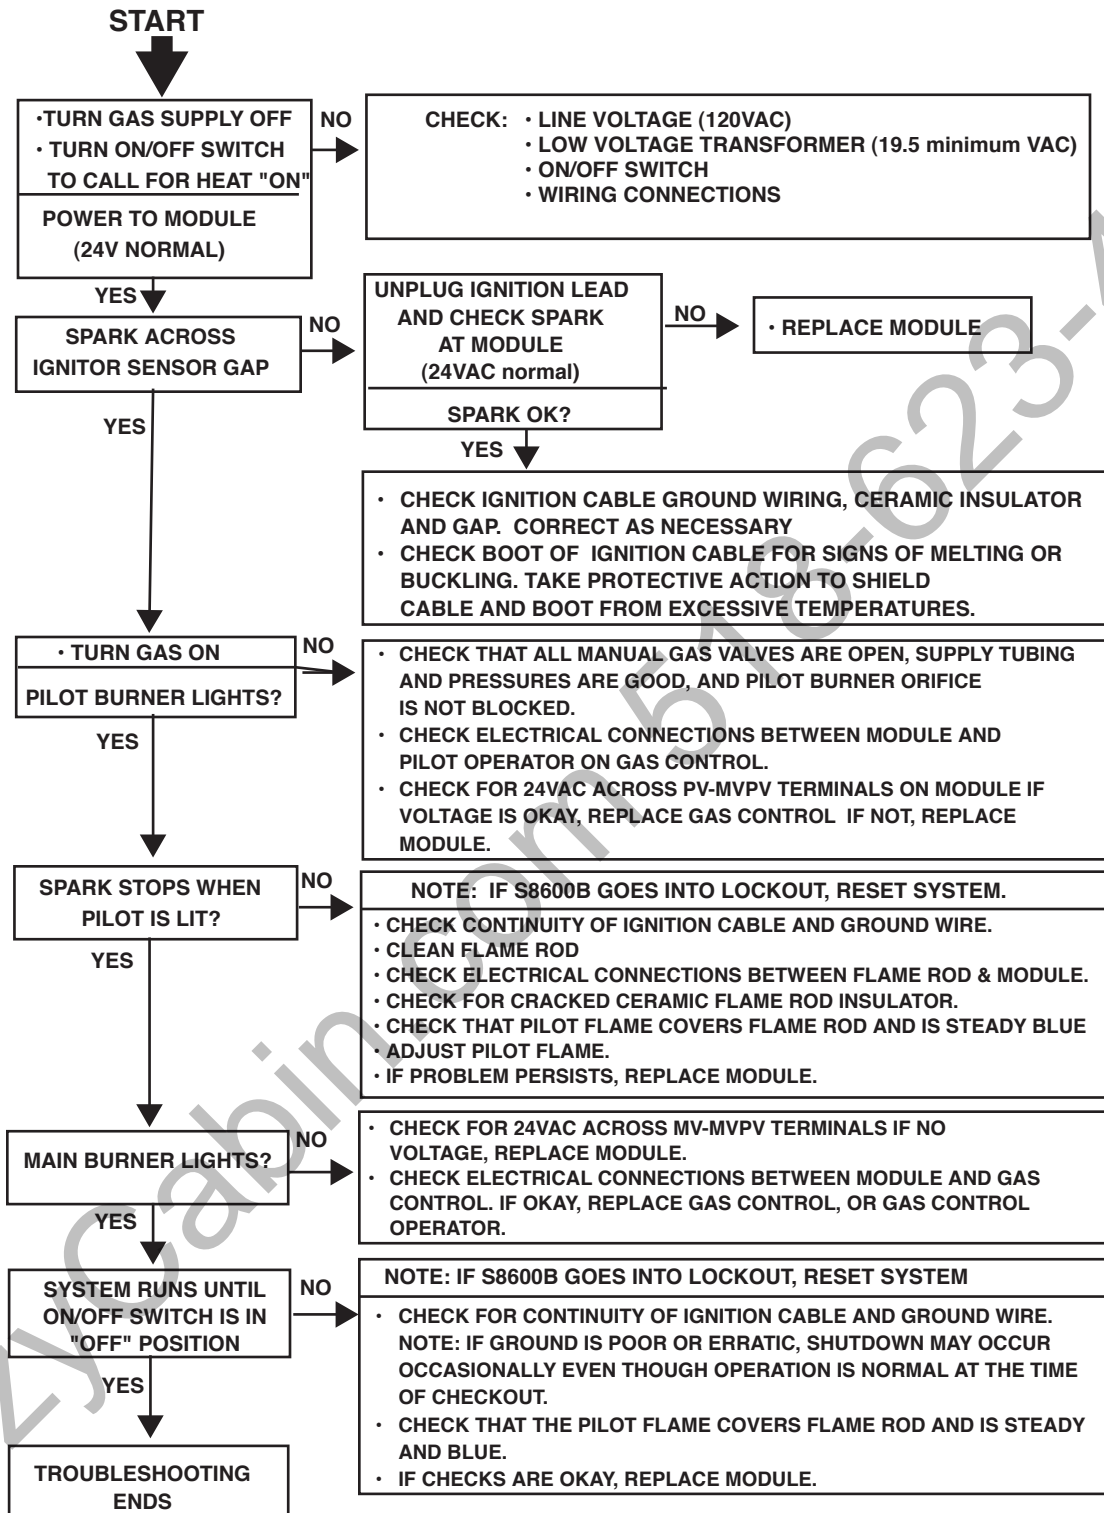 START
•TURN GAS SUPPLY OFF
• TURN ON/OFF SWITCH
TO CALL FOR HEAT "ON"
POWER TO MODULE
(24V NORMAL)
NO
CHECK: • LINE VOLTAGE (120VAC)
• LOW VOLTAGE TRANSFORMER (19.5 minimum VAC)
• ON/OFF SWITCH
• WIRING CONNECTIONS
YES
SPARK ACROSS
IGNITOR SENSOR GAP
NO
UNPLUG IGNITION LEAD
AND CHECK SPARK
AT MODULE
(24VAC normal)
SPARK OK?
NO
• REPLACE MODULE
YES
YES
• CHECK IGNITION CABLE GROUND WIRING, CERAMIC INSULATOR
AND GAP. CORRECT AS NECESSARY
• CHECK BOOT OF IGNITION CABLE FOR SIGNS OF MELTING OR
BUCKLING. TAKE PROTECTIVE ACTION TO SHIELD
CABLE AND BOOT FROM EXCESSIVE TEMPERATURES.
• TURN GAS ON
PILOT BURNER LIGHTS?
NO
• CHECK THAT ALL MANUAL GAS VALVES ARE OPEN, SUPPLY TUBING
AND PRESSURES ARE GOOD, AND PILOT BURNER ORIFICE
IS NOT BLOCKED.
• CHECK ELECTRICAL CONNECTIONS BETWEEN MODULE AND
PILOT OPERATOR ON GAS CONTROL.
• CHECK FOR 24VAC ACROSS PV-MVPV TERMINALS ON MODULE IF
VOLTAGE IS OKAY, REPLACE GAS CONTROL IF NOT, REPLACE
MODULE.
YES
SPARK STOPS WHEN
PILOT IS LIT?
NO
NOTE: IF S8600B GOES INTO LOCKOUT, RESET SYSTEM.
• CHECK CONTINUITY OF IGNITION CABLE AND GROUND WIRE.
• CLEAN FLAME ROD
• CHECK ELECTRICAL CONNECTIONS BETWEEN FLAME ROD & MODULE.
• CHECK FOR CRACKED CERAMIC FLAME ROD INSULATOR.
• CHECK THAT PILOT FLAME COVERS FLAME ROD AND IS STEADY BLUE
• ADJUST PILOT FLAME.
• IF PROBLEM PERSISTS, REPLACE MODULE.
YES
MAIN BURNER LIGHTS?
NO
• CHECK FOR 24VAC ACROSS MV-MVPV TERMINALS IF NO
VOLTAGE, REPLACE MODULE.
• CHECK ELECTRICAL CONNECTIONS BETWEEN MODULE AND GAS
CONTROL. IF OKAY, REPLACE GAS CONTROL, OR GAS CONTROL
OPERATOR.
YES
SYSTEM RUNS UNTIL
ON/OFF SWITCH IS IN
"OFF" POSITION
NO
NOTE: IF S8600B GOES INTO LOCKOUT, RESET SYSTEM
• CHECK FOR CONTINUITY OF IGNITION CABLE AND GROUND WIRE.
NOTE: IF GROUND IS POOR OR ERRATIC, SHUTDOWN MAY OCCUR
OCCASIONALLY EVEN THOUGH OPERATION IS NORMAL AT THE TIME
OF CHECKOUT.
• CHECK THAT THE PILOT FLAME COVERS FLAME ROD AND IS STEADY
AND BLUE.
• IF CHECKS ARE OKAY, REPLACE MODULE.
YES
TROUBLESHOOTING
ENDS
zyCabin.com 518-623-4